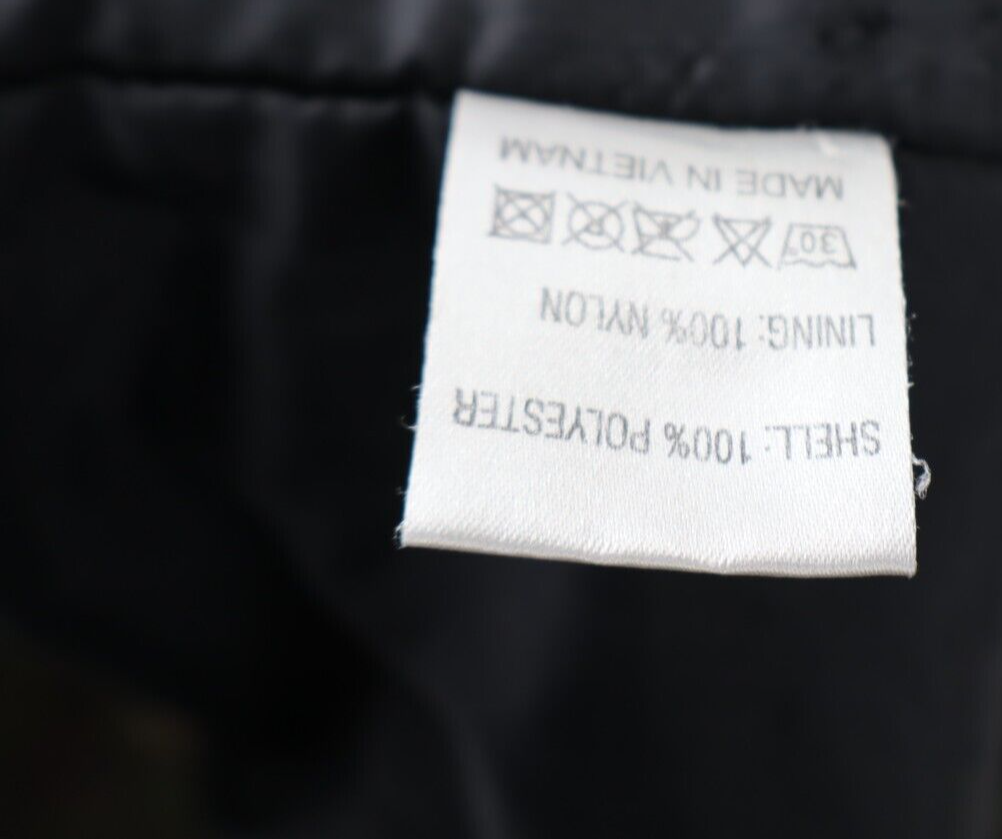 SHELL: 100% POLYESTER
LINING: 100% NYLON
30°
MADE IN VIETNAM